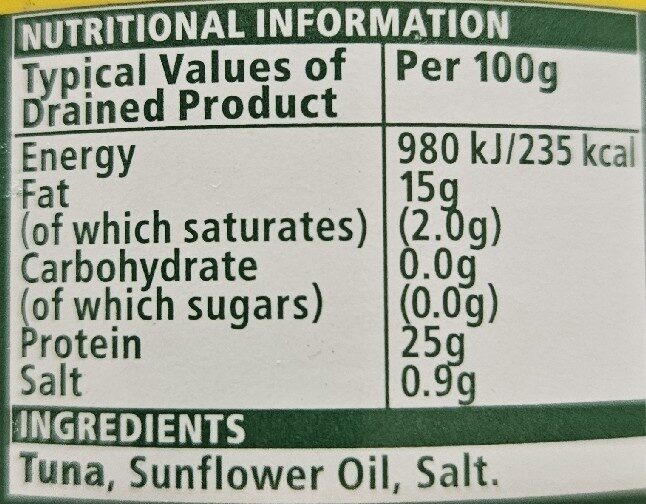 NUTRITIONAL INFORMATION
Typical Values of Per 100g
Drained Product
Energy 980 kJ/235 kcal
Fat 15g
(of which saturates) (2.0g)
Carbohydrate 0.0g
(of which sugars) (0.0g)
Protein 25g
Salt 0.9g
INGREDIENTS
Tuna, Sunflower Oil, Salt.